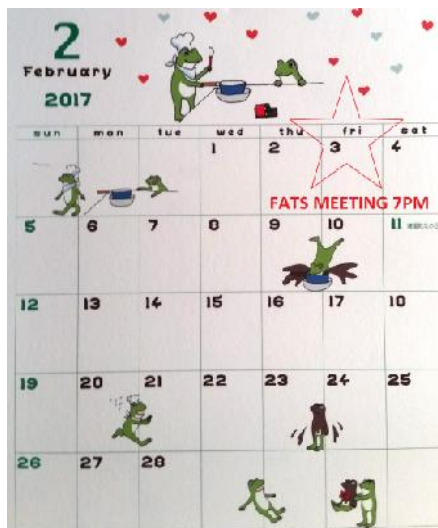 2
February
2017
sun mon tue wed thu fri sat
1 2 3 4
FATS MEETING 7PM
5 6 7 8 9 10 11
12 13 14 15 16 17 18
19 20 21 22 23 24 25
26 27 28